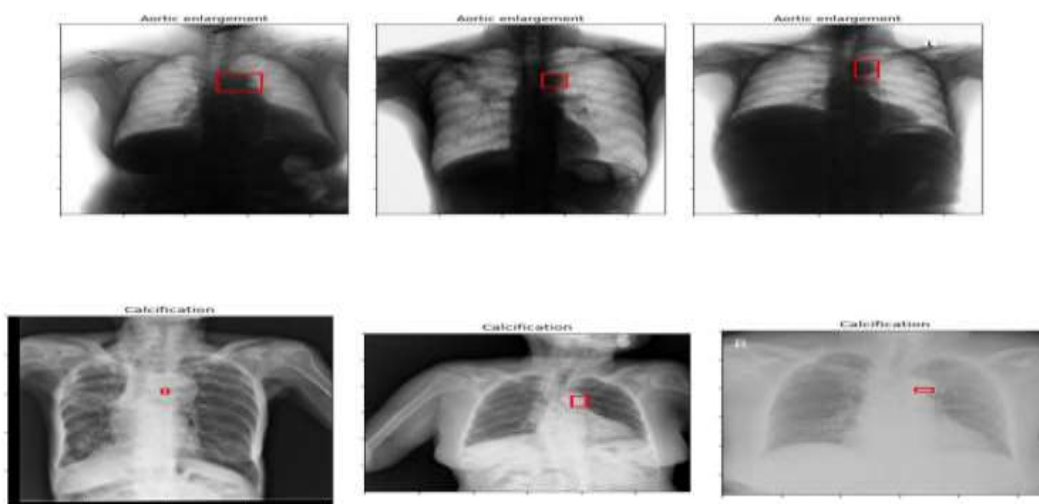 Aortic enlargement
Aortic enlargement
Aortic enlargement
L
Calcification
Calcification
Calcification